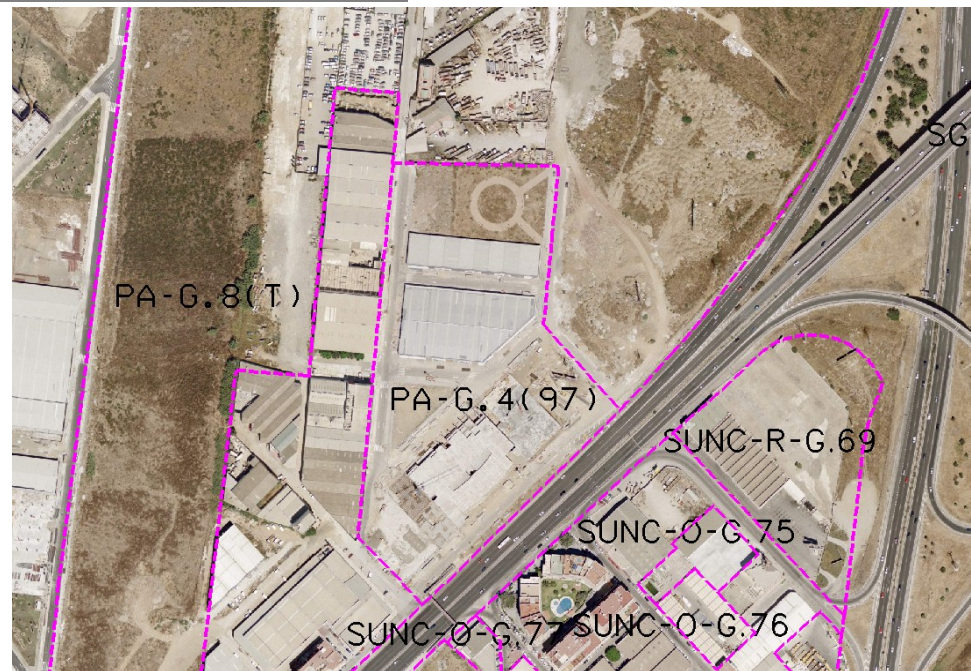 SG
PA-G.8(T)
PA-G.4(97)
SUNC-R-G.69
SUNC-O-G.75
SUNC-O-G.77
SUNC-O-G.76